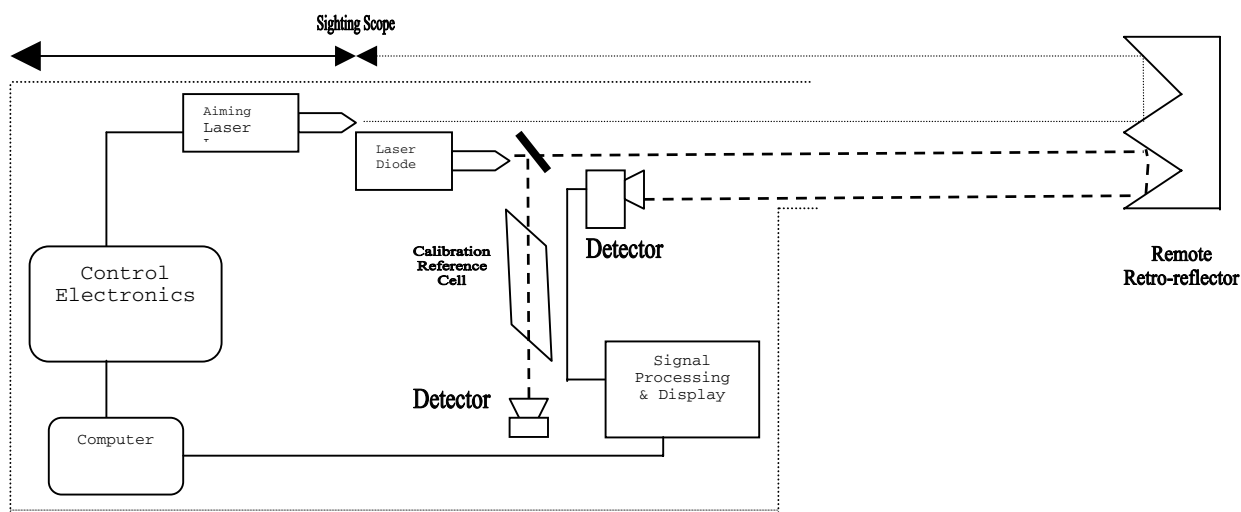 Sighting Scope
Aiming
Laser
Laser
Diode
Control
Electronics
Calibration
Reference
Cell
Detector
Remote
Retro-reflector
Signal
Processing
& Display
Detector
Computer